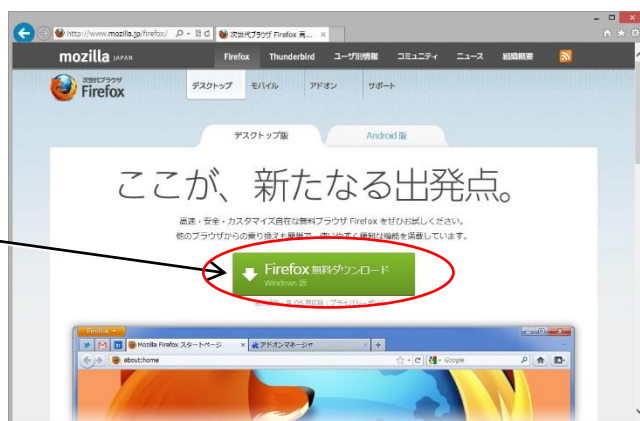 http://www.mozilla.jp/firefox/
次世代ブラウザ Firefox 高...
mozilla JAPAN
Firefox Thunderbird ユーザ別情報 コミュニティ ニュース 組織概要
次世代ブラウザ
Firefox
デスクトップ モバイル アドオン サポート
デスクトップ版 Android 版
ここが、新たなる出発点。
高速・安全・カスタマイズ自在な無料ブラウザ Firefox をぜひお試しください。
他のブラウザからの乗り換えも簡単で、使いやすく便利な機能を満載しています。
Firefox 無料ダウンロード
Windows 版
Firefox
Mozilla Firefox スタートページ アドオンマネージャ
about:home Google